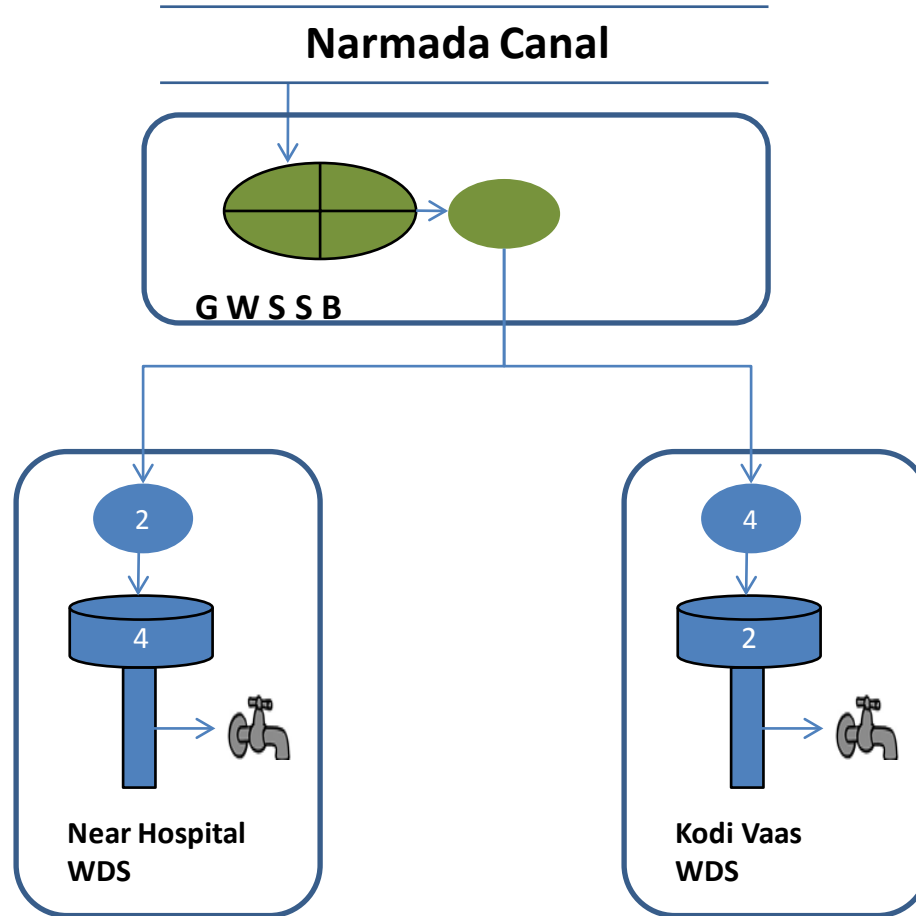 Narmada Canal
G W S S B
2
4
4
2
Near Hospital
WDS
Kodi Vaas
WDS